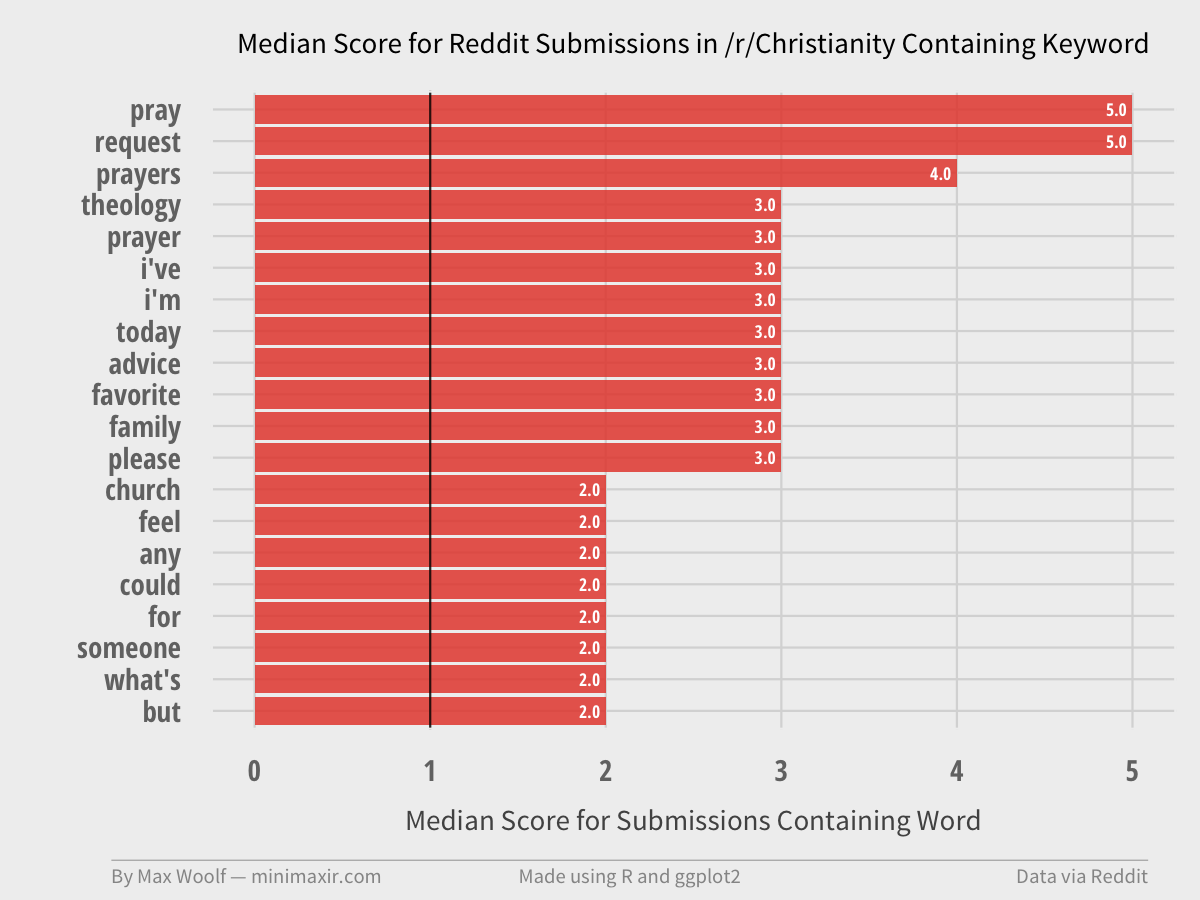 Median Score for Reddit Submissions in /r/Christianity Containing Keyword
pray 5.0
request 5.0
prayers 4.0
theology 3.0
prayer 3.0
i've 3.0
i'm 3.0
today 3.0
advice 3.0
favorite 3.0
family 3.0
please 3.0
church 2.0
feel 2.0
any 2.0
could 2.0
for 2.0
someone 2.0
what's 2.0
but 2.0
0 1 2 3 4 5
Median Score for Submissions Containing Word
By Max Woolf — minimaxir.com Made using R and ggplot2 Data via Reddit